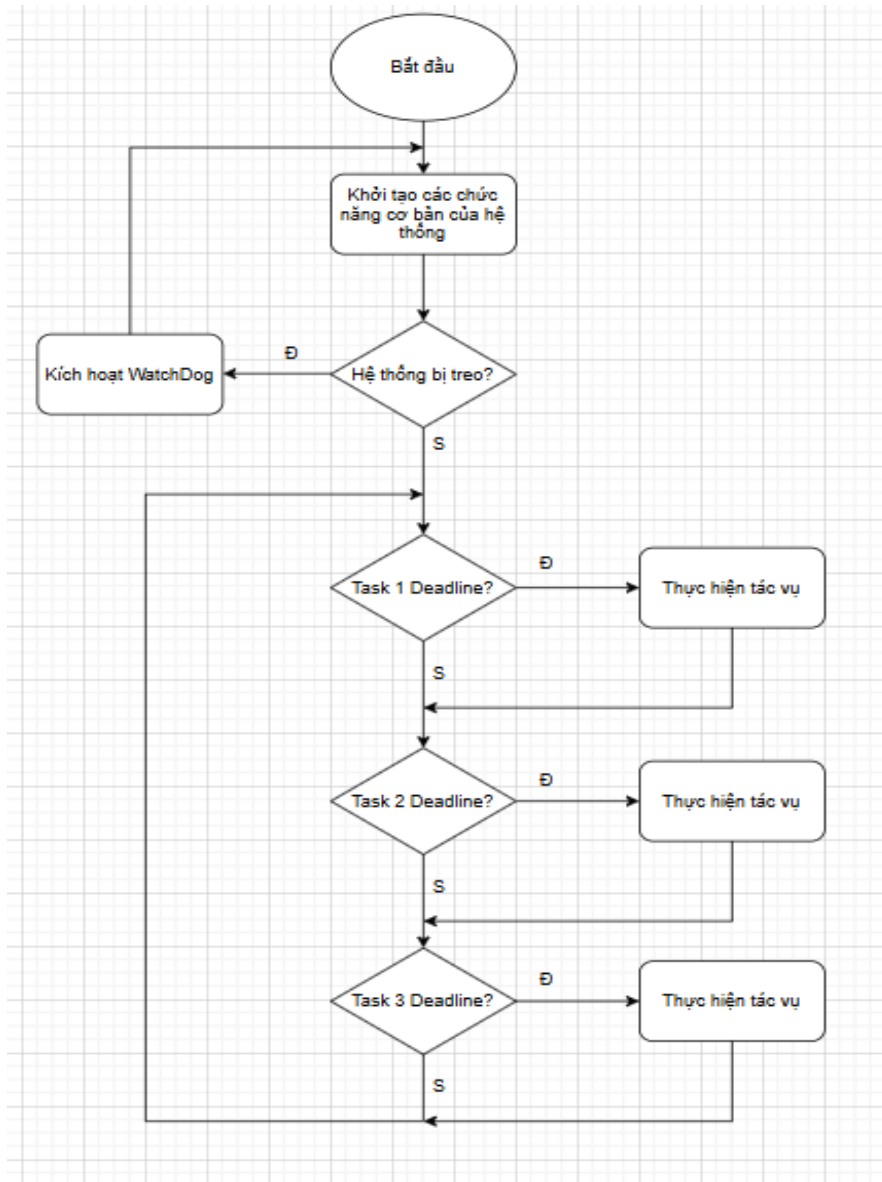 Bắt đầu
Khởi tạo các chức
năng cơ bản của hệ
thống
Hệ thống bị treo?
Đ
Kích hoạt WatchDog
S
Task 1 Deadline?
Đ
Thực hiện tác vụ
S
Task 2 Deadline?
Đ
Thực hiện tác vụ
S
Task 3 Deadline?
Đ
Thực hiện tác vụ
S